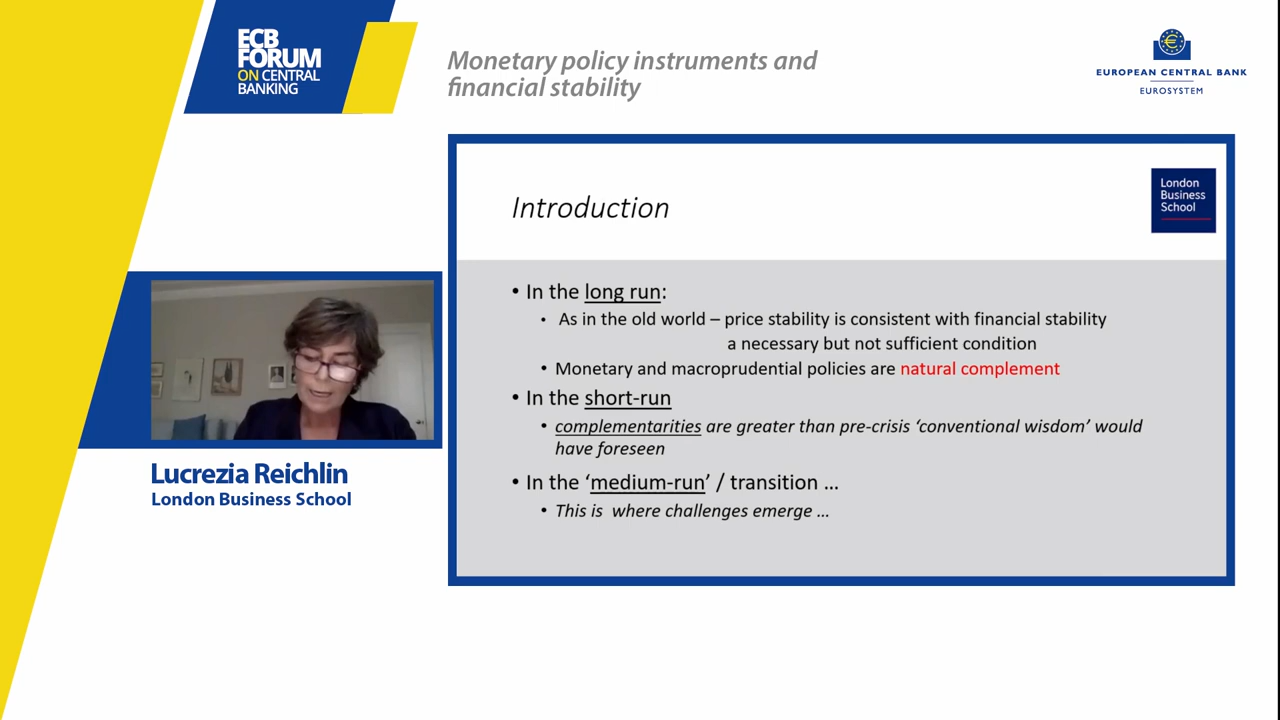 ECB
FORUM
ON CENTRAL
BANKING
Monetary policy instruments and
financial stability
EUROPEAN CENTRAL BANK
EUROSYSTEM
Introduction
London
Business
School
• In the long run:
• As in the old world – price stability is consistent with financial stability
a necessary but not sufficient condition
• Monetary and macroprudential policies are natural complement
• In the short-run
• complementarities are greater than pre-crisis ‘conventional wisdom’ would
have foreseen
• In the ‘medium-run’ / transition ...
• This is where challenges emerge ...
Lucrezia Reichlin
London Business School